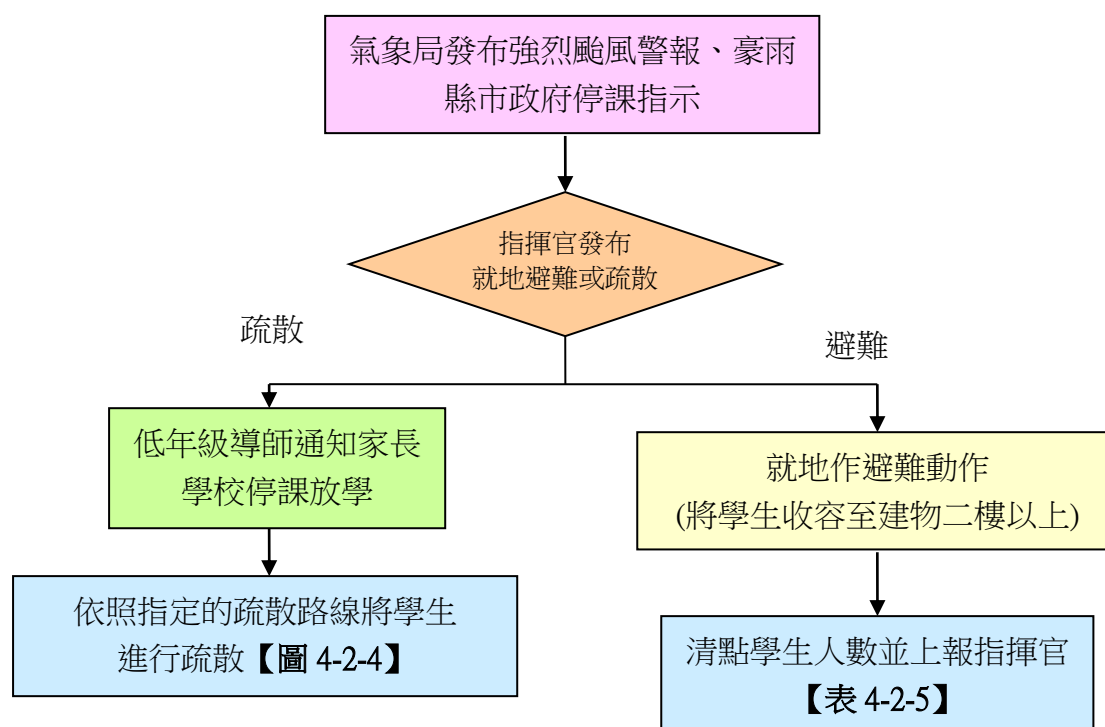 氣象局發布強烈颱風警報、豪雨
縣市政府停課指示
指揮官發布
就地避難或疏散
疏散
避難
低年級導師通知家長
學校停課放學
就地作避難動作
(將學生收容至建物二樓以上)
依照指定的疏散路線將學生
進行疏散【圖 4-2-4】
清點學生人數並上報指揮官
【表 4-2-5】